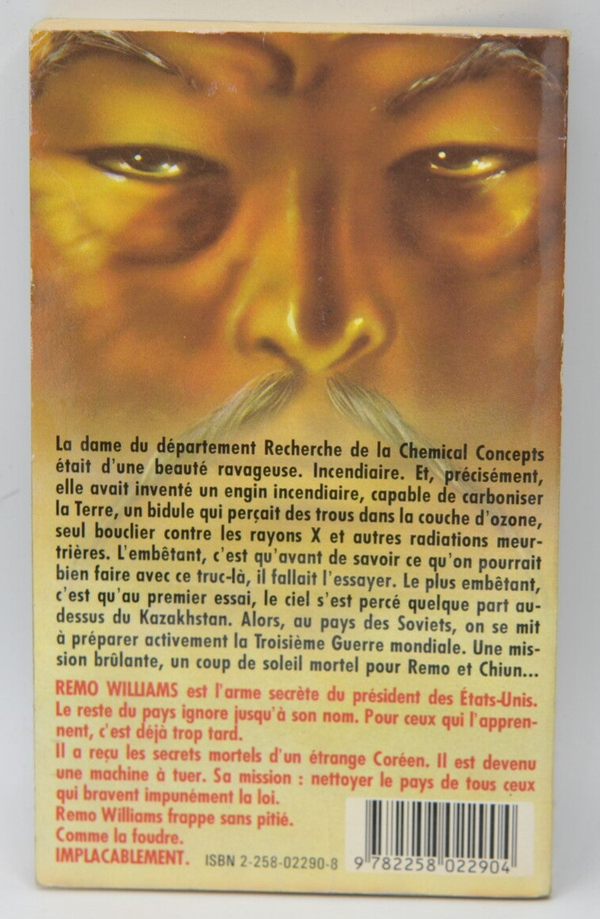 La dame du département Recherche de la Chemical Concepts
était d'une beauté ravageuse. Incendiaire. Et, précisément,
elle avait inventé un engin incendiaire, capable de carboniser
la Terre, un bidule qui perçait des trous dans la couche d'ozone,
seul bouclier contre les rayons X et autres radiations meur-
trières. L'embêtant, c'est qu'avant de savoir ce qu'on pourrait
bien faire avec ce truc-là, il fallait l'essayer. Le plus embêtant,
c'est qu'au premier essai, le ciel s'est percé quelque part au-
dessus du Kazakhstan. Alors, au pays des Soviets, on se mit
à préparer activement la Troisième Guerre mondiale. Une mis-
sion brûlante, un coup de soleil mortel pour Remo et Chiun...
REMO WILLIAMS est l'arme secrète du président des États-Unis.
Le reste du pays ignore jusqu'à son nom. Pour ceux qui l'appren-
nent, c'est déjà trop tard.
Il a reçu les secrets mortels d'un étrange Coréen. Il est devenu
une machine à tuer. Sa mission : nettoyer le pays de tous ceux
qui bravent impunément la loi.
Remo Williams frappe sans pitié.
Comme la foudre.
IMPLACABLEMENT. ISBN 2-258-02290-8
9 782258 022904